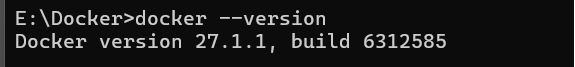 E:\Docker>docker --version
Docker version 27.1.1, build 6312585